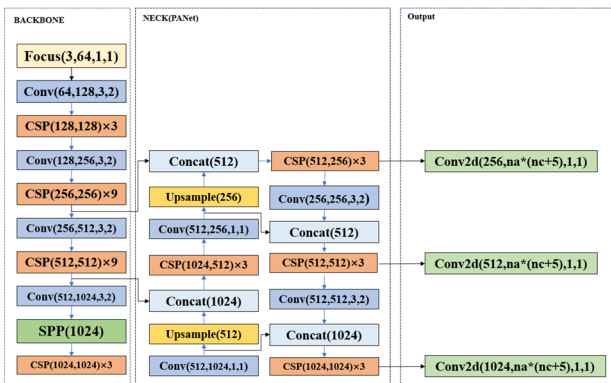 BACKBONE
Focus(3,64,1,1)
Conv(64,128,3,2)
CSP(128,128)×3
Conv(128,256,3,2)
CSP(256,256)×9
Conv(256,512,3,2)
CSP(512,512)×9
Conv(512,1024,3,2)
SPP(1024)
CSP(1024,1024)×3
NECK(PANet)
Concat(512)
Upsample(256)
Conv(512,256,1,1)
CSP(1024,512)×3
Concat(1024)
Upsample(512)
Conv(512,1024,1,1)
CSP(512,256)×3
Conv(256,256,3,2)
Concat(512)
CSP(512,512)×3
Conv(512,512,3,2)
Concat(1024)
CSP(1024,1024)×3
Output
Conv2d(256,na*(nc+5),1,1)
Conv2d(512,na*(nc+5),1,1)
Conv2d(1024,na*(nc+5),1,1)